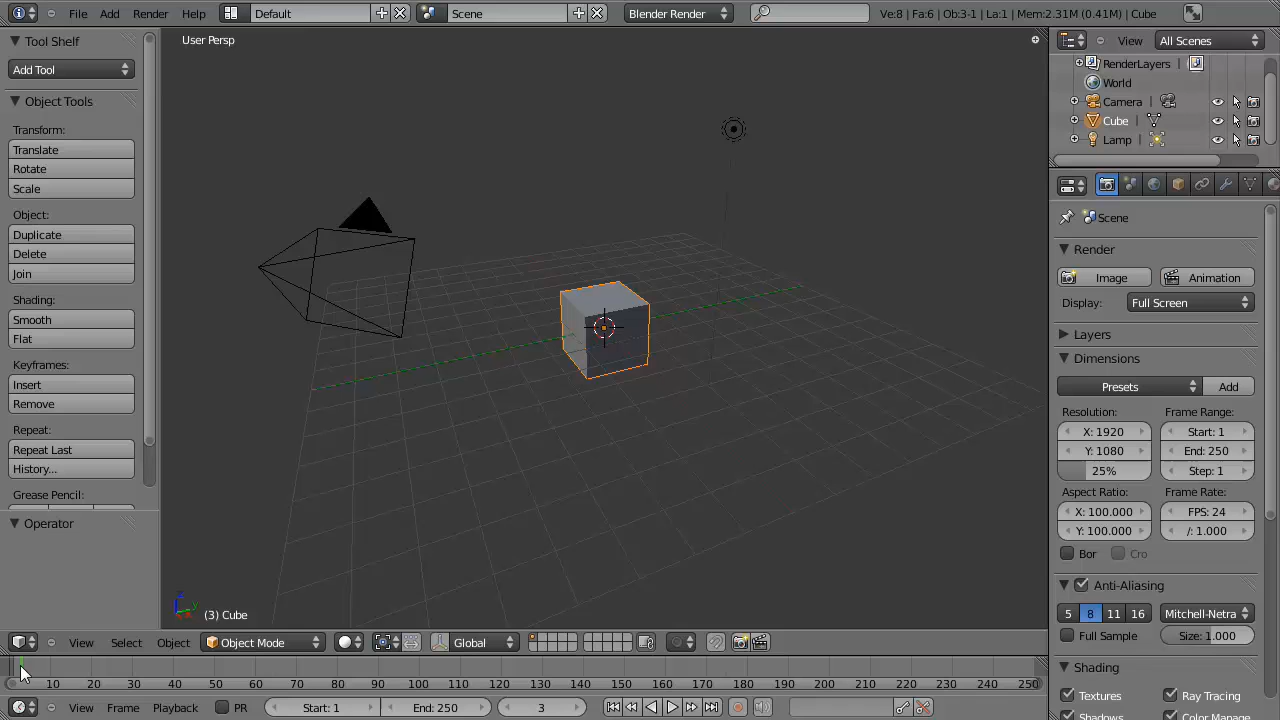 File Add Render Help Default Scene Blender Render Ve:8 | Fa:6 | Ob:3-1 | La:1 | Mem:2.31M (0.41M) | Cube
Tool Shelf
Add Tool
Object Tools
Transform:
Translate
Rotate
Scale
Object:
Duplicate
Delete
Join
Shading:
Smooth
Flat
Keyframes:
Insert
Remove
Repeat:
Repeat Last
History...
Grease Pencil:
Operator
User Persp
(3) Cube
View Select Object Object Mode Global
View All Scenes
RenderLayers |
World
Camera |
Cube |
Lamp |
Scene
Render
Image Animation
Display: Full Screen
Layers
Dimensions
Presets Add
Resolution: Frame Range:
X: 1920 Start: 1
Y: 1080 End: 250
25% Step: 1
Aspect Ratio: Frame Rate:
X: 100.000 FPS: 24
Y: 100.000 /: 1.000
Bor Cro
Anti-Aliasing
5 8 11 16 Mitchell-Netra
Full Sample Size: 1.000
Shading
Textures Ray Tracing
Shadows Color Manage
10 20 30 40 50 60 70 80 90 100 110 120 130 140 150 160 170 180 190 200 210 220 230 240 250
View Frame Playback PR Start: 1 End: 250 3